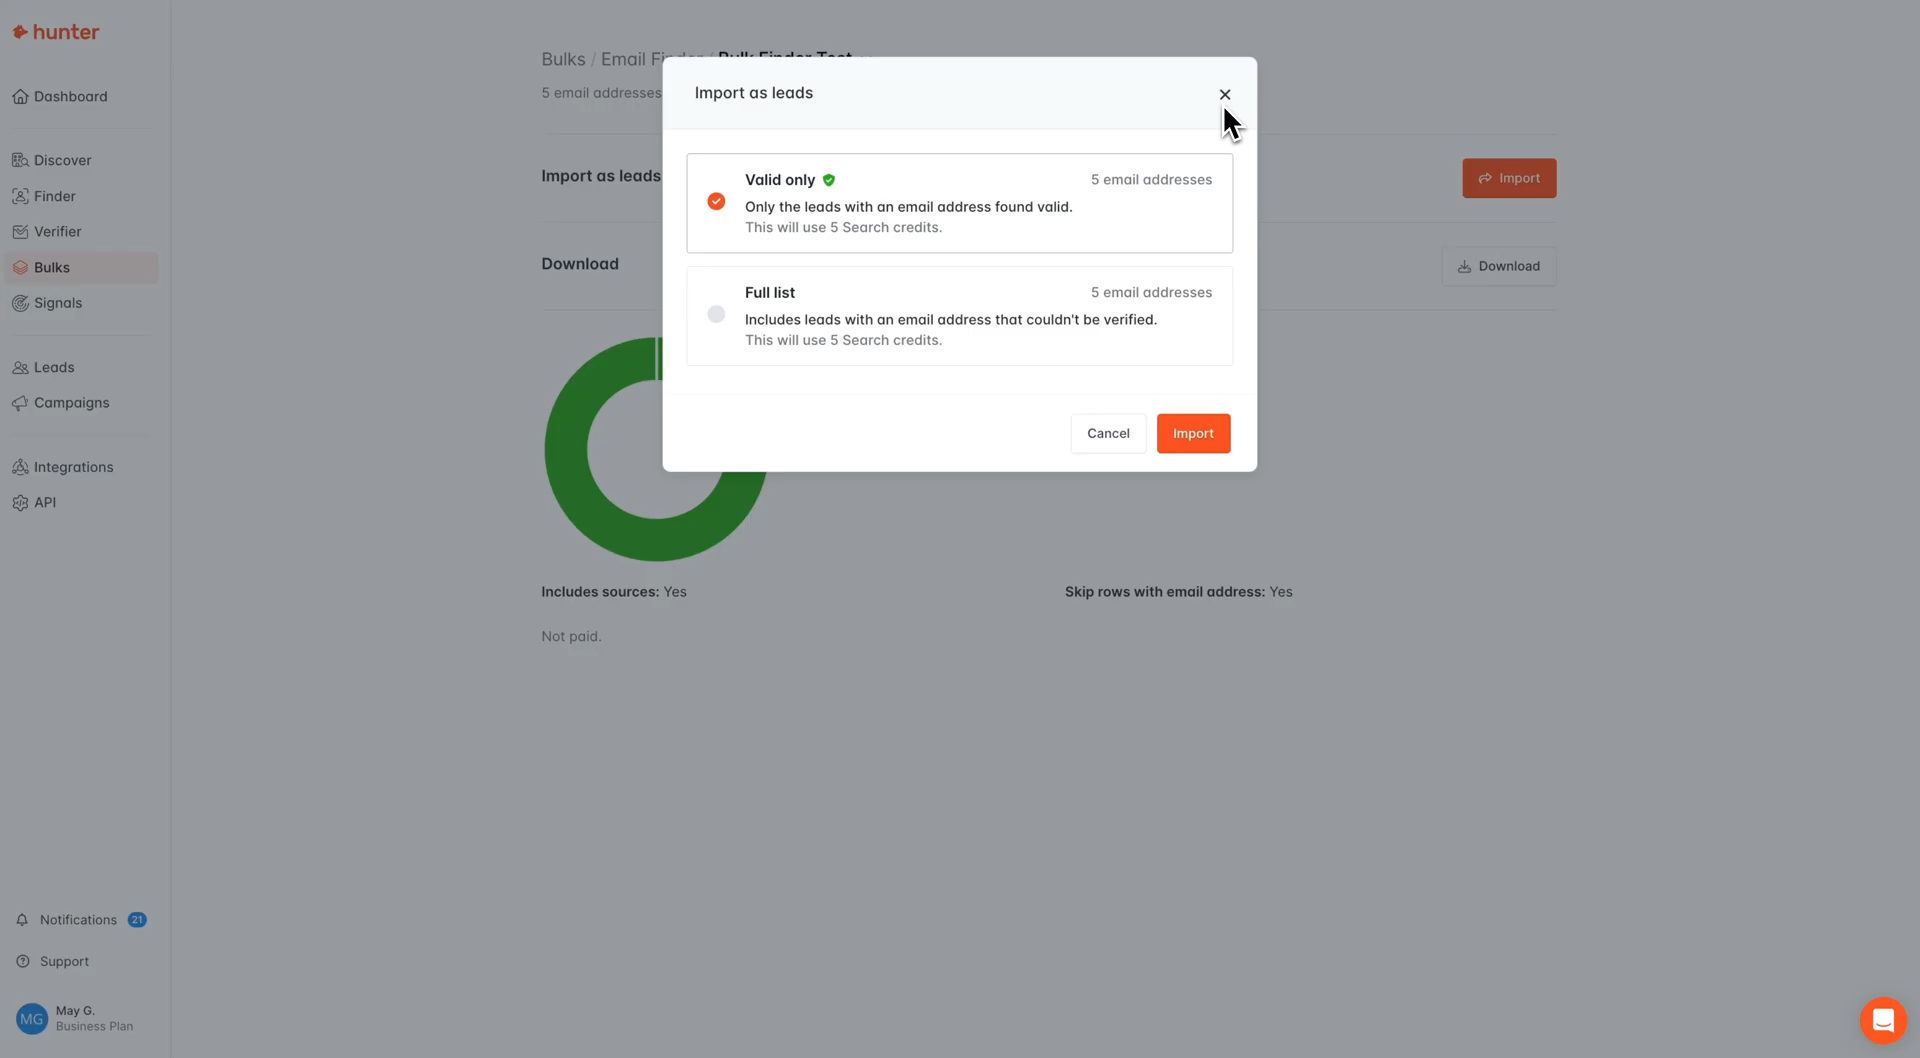 hunter
Dashboard
Discover
Finder
Verifier
Bulks
Signals
Leads
Campaigns
Integrations
API
Notifications 21
Support
MG
May G.
Business Plan
Bulks / Email Finder / Bulk Finder Test
5 email addresses
Import as leads
Import
Download
Download
Includes sources: Yes
Skip rows with email address: Yes
Not paid.
Import as leads
Valid only
5 email addresses
Only the leads with an email address found valid.
This will use 5 Search credits.
Full list
5 email addresses
Includes leads with an email address that couldn't be verified.
This will use 5 Search credits.
Cancel
Import